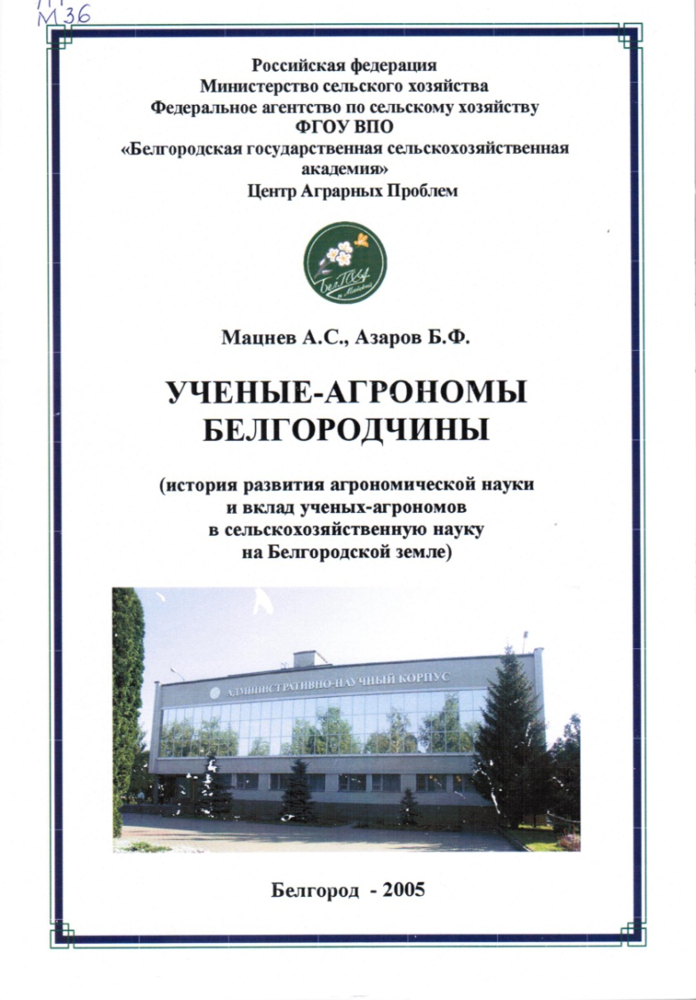 М36
Российская федерация
Министерство сельского хозяйства
Федеральное агентство по сельскому хозяйству
ФГОУ ВПО
«Белгородская государственная сельскохозяйственная
академия»
Центр Аграрных Проблем
БелГСХА
Мацнев А.С., Азаров Б.Ф.
УЧЕНЫЕ-АГРОНОМЫ
БЕЛГОРОДЧИНЫ
(история развития агрономической науки
и вклад ученых-агрономов
в сельскохозяйственную науку
на Белгородской земле)
АДМИНИСТРАТИВНО-НАУЧНЫЙ КОРПУС
Белгород - 2005